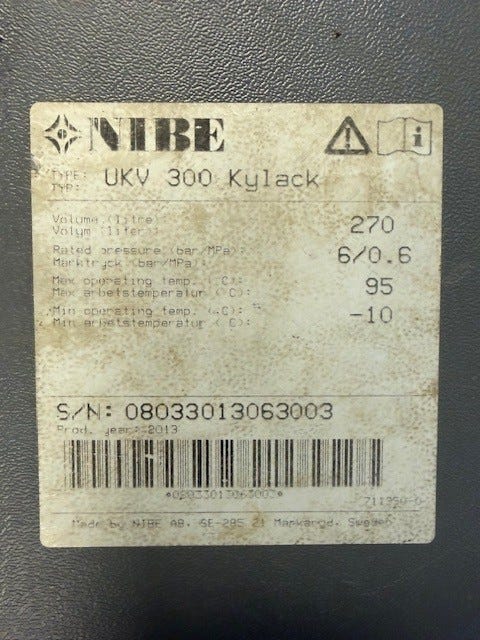 NIBE
TYPE:
TYP: UKV 300 Kylack
Volume (litre):
Volym (liter): 270
Rated pressure (bar/MPa):
Marktryck (bar/MPa): 6/0.6
Max operating temp. (°C):
Max arbetstemperatur (°C): 95
Min operating temp. (°C):
Min arbetstemperatur (°C): -10
S/N: 08033013063003
Prod. year: 2013
*08033013063003*
Made by NIBE AB. SE-285 21 Markaryd. Sweden